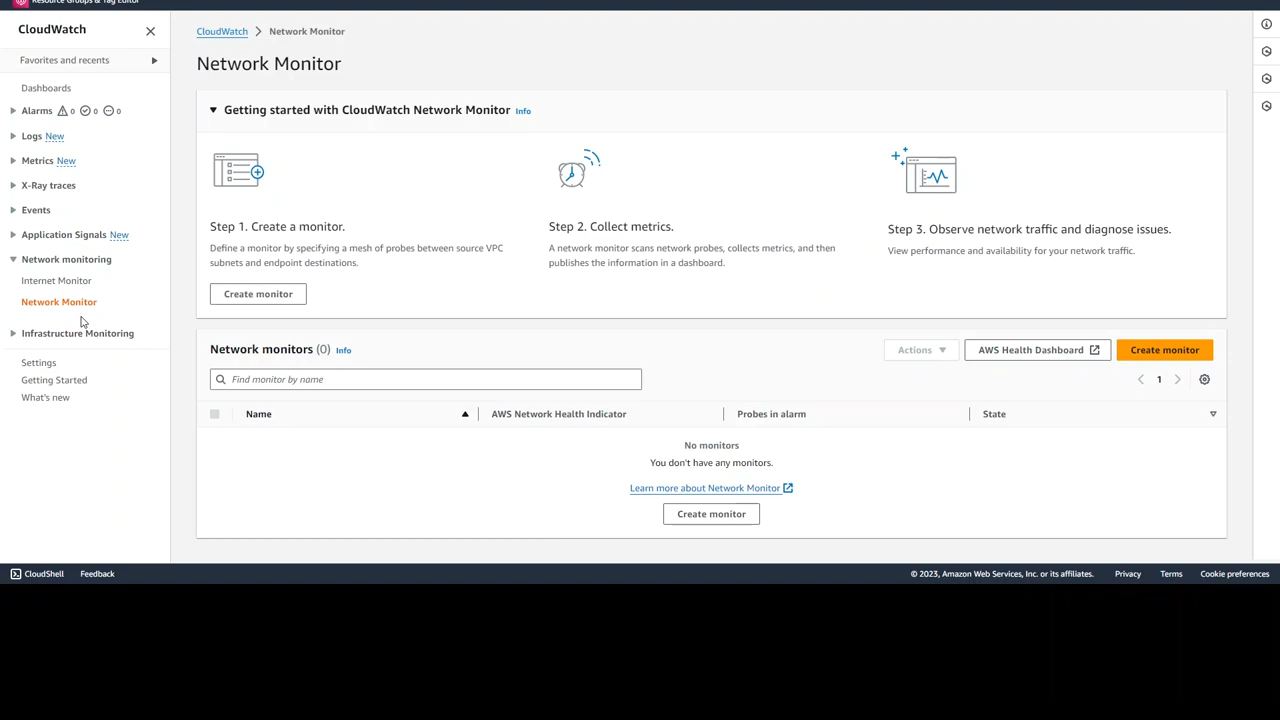 Resource Groups & Tag Editor
CloudWatch
Favorites and recents
Dashboards
Alarms 0 0 0
Logs New
Metrics New
X-Ray traces
Events
Application Signals New
Network monitoring
Internet Monitor
Network Monitor
Infrastructure Monitoring
Settings
Getting Started
What's new
CloudWatch > Network Monitor
Network Monitor
Getting started with CloudWatch Network Monitor Info
Step 1. Create a monitor.
Define a monitor by specifying a mesh of probes between source VPC
subnets and endpoint destinations.
Create monitor
Step 2. Collect metrics.
A network monitor scans network probes, collects metrics, and then
publishes the information in a dashboard.
Step 3. Observe network traffic and diagnose issues.
View performance and availability for your network traffic.
Network monitors (0) Info
Actions
AWS Health Dashboard
Create monitor
Find monitor by name
1
Name
AWS Network Health Indicator
Probes in alarm
State
No monitors
You don't have any monitors.
Learn more about Network Monitor
Create monitor
CloudShell
Feedback
© 2023, Amazon Web Services, Inc. or its affiliates.
Privacy
Terms
Cookie preferences